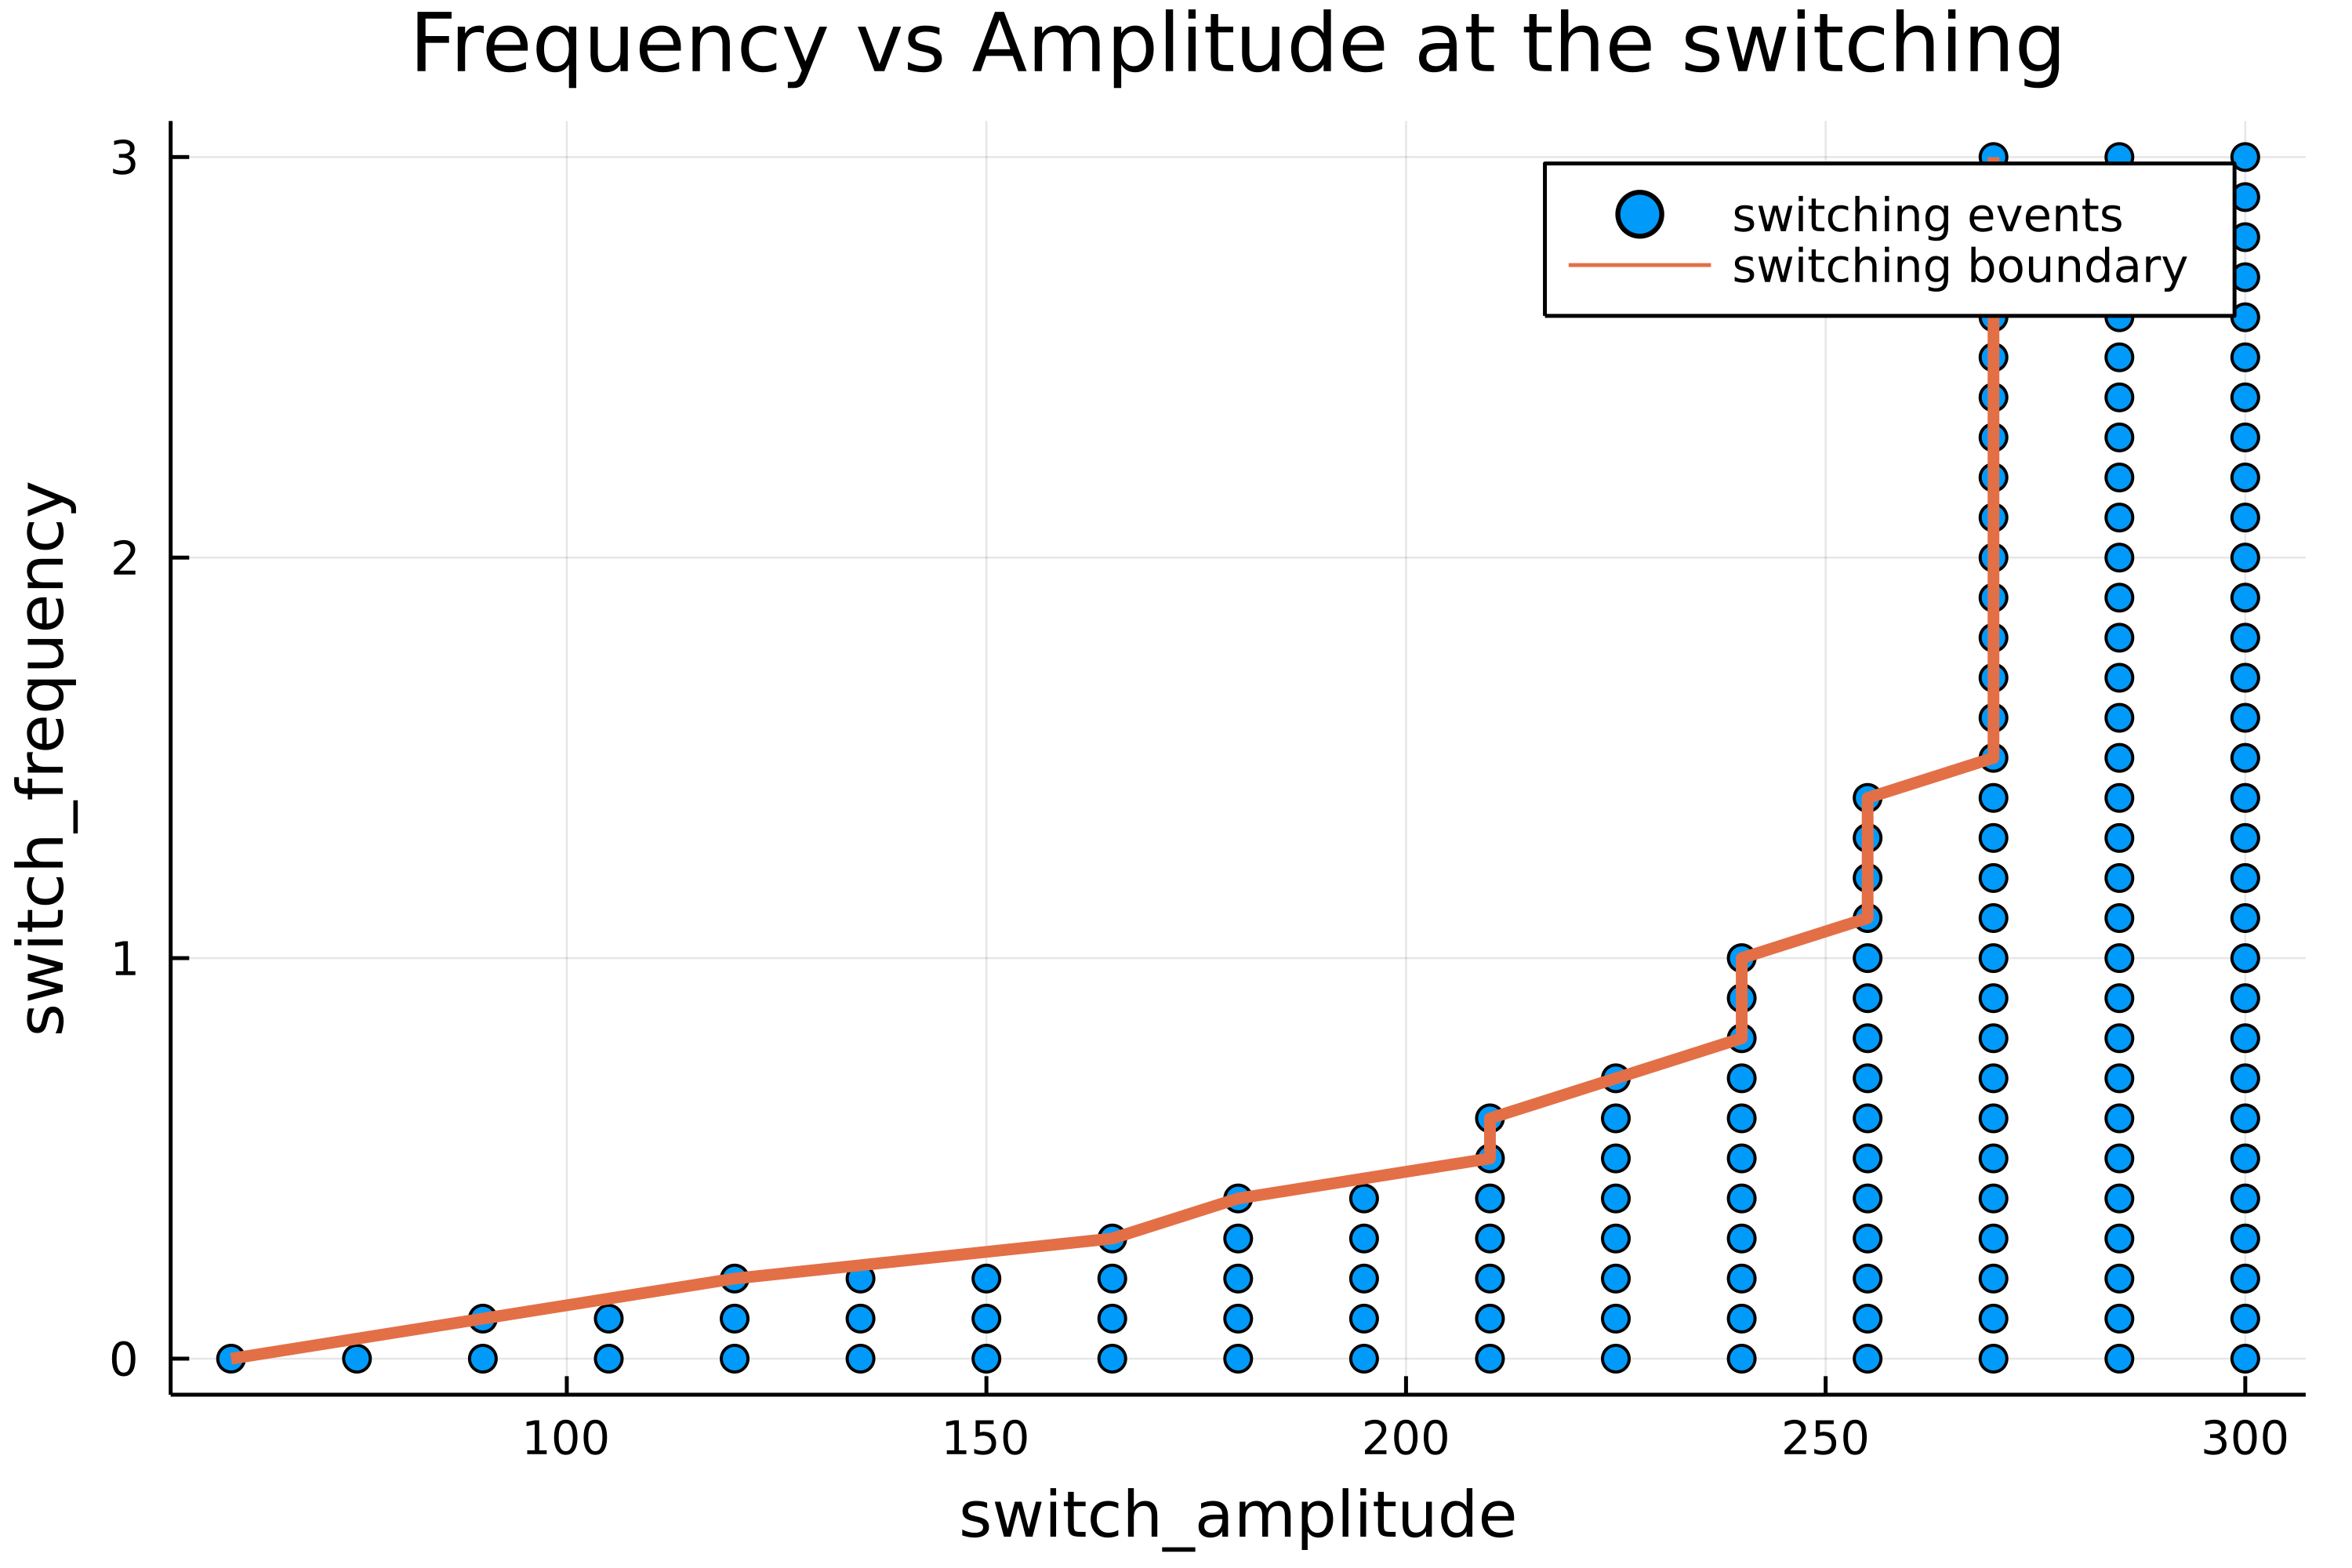 Frequency vs Amplitude at the switching
switching events
switching boundary
switch_frequency
3
2
1
0
100 150 200 250 300
switch_amplitude